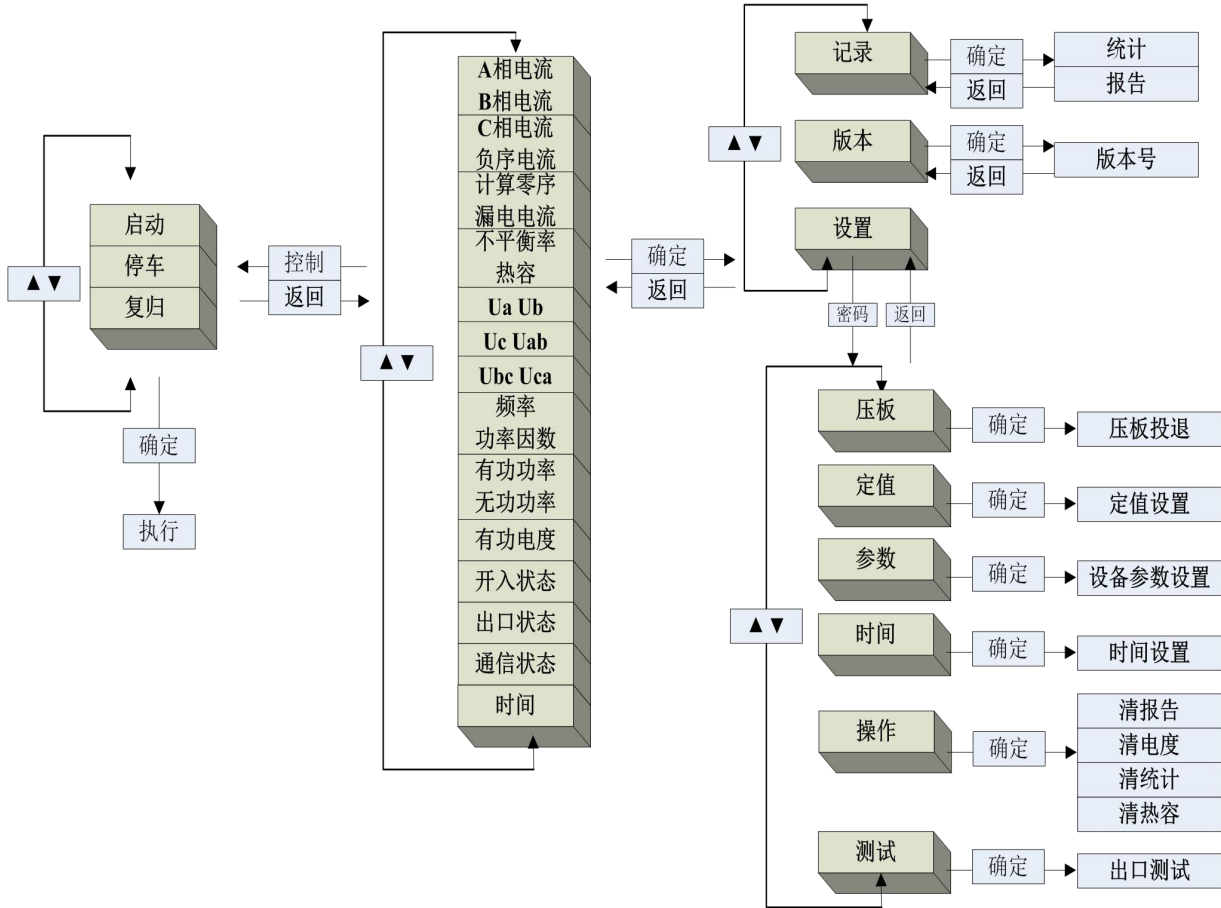 ▲ ▼
启动
停车
复归
控制
返回
确定
执行
▲ ▼
A相电流
B相电流
C相电流
负序电流
计算零序
漏电电流
不平衡率
热容
Ua Ub
Uc Uab
Ubc Uca
频率
功率因数
有功功率
无功功率
有功电度
开入状态
出口状态
通信状态
时间
确定
返回
▲ ▼
记录
确定
返回
统计
报告
版本
确定
返回
版本号
设置
密码
返回
▲ ▼
压板
确定
压板投退
定值
确定
定值设置
参数
确定
设备参数设置
时间
确定
时间设置
操作
确定
清报告
清电度
清统计
清热容
测试
确定
出口测试